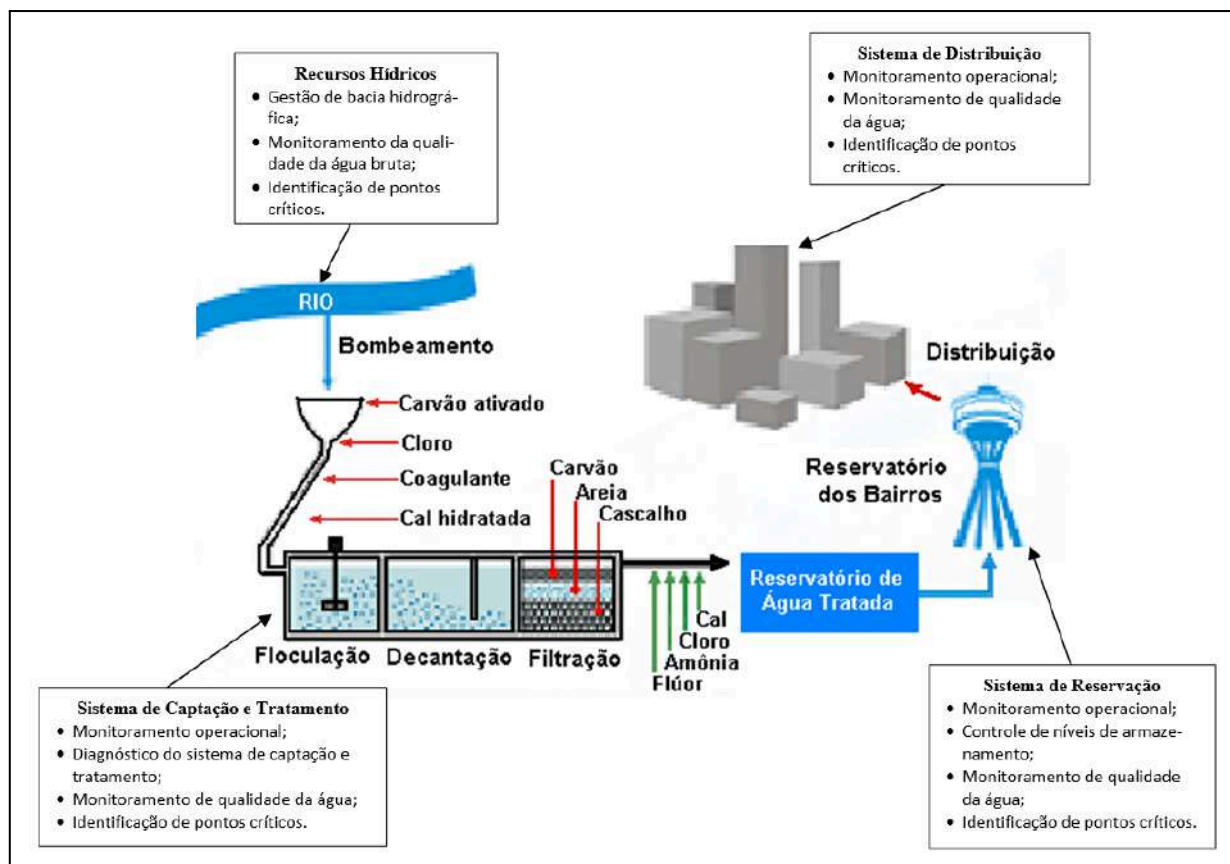 Recursos Hídricos
• Gestão de bacia hidrográ-
fica;
• Monitoramento da quali-
dade da água bruta;
• Identificação de pontos
críticos.
Sistema de Distribuição
• Monitoramento operacional;
• Monitoramento de qualidade
da água;
• Identificação de pontos
críticos.
RIO
Bombeamento
Carvão ativado
Cloro
Coagulante
Cal hidratada
Carvão
Areia
Cascalho
Distribuição
Reservatório
dos Bairros
Reservatório de
Água Tratada
Cal
Cloro
Amônia
Flúor
Floculação
Decantação
Filtração
Sistema de Captação e Tratamento
• Monitoramento operacional;
• Diagnóstico do sistema de captação e
tratamento;
• Monitoramento de qualidade da água;
• Identificação de pontos críticos.
Sistema de Reservação
• Monitoramento operacional;
• Controle de níveis de armaze-
namento;
• Monitoramento de qualidade
da água;
• Identificação de pontos críticos.